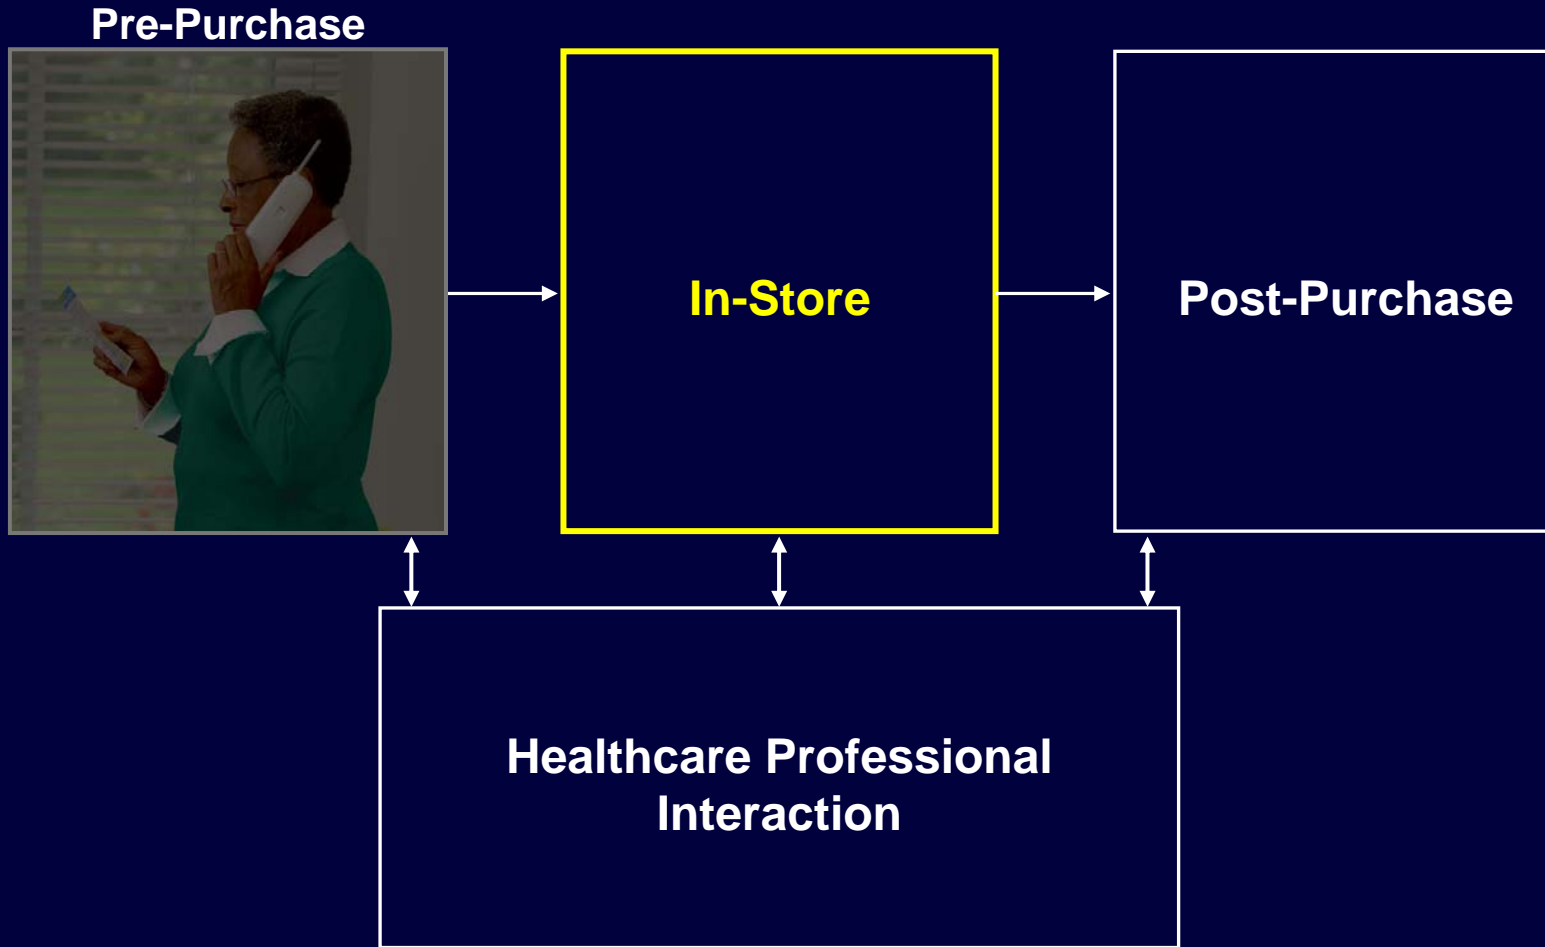 Pre-Purchase
In-Store
Post-Purchase
Healthcare Professional
Interaction